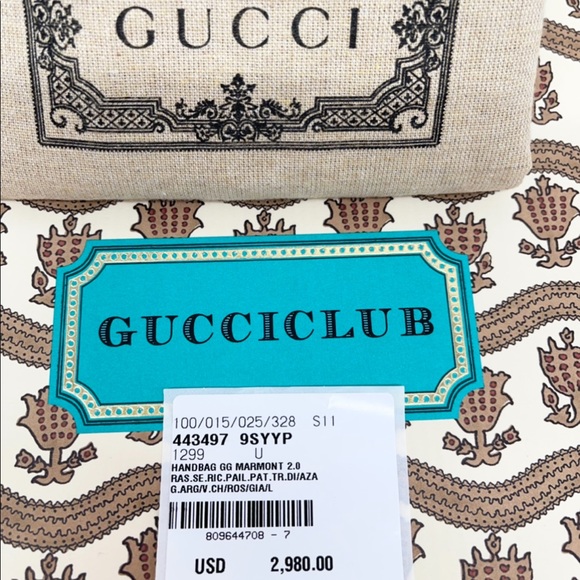 GUCCI
GUCCICLUB
100/015/025/328 S11
443497 9SYYP
1299 U
HANDBAG GG MARMONT 2.0
RAS.SE.RIC.PAIL.PAT.TR.DI/AZA
G.ARG/V.CH/ROS/GIA/L
809644708 - 7
USD 2,980.00